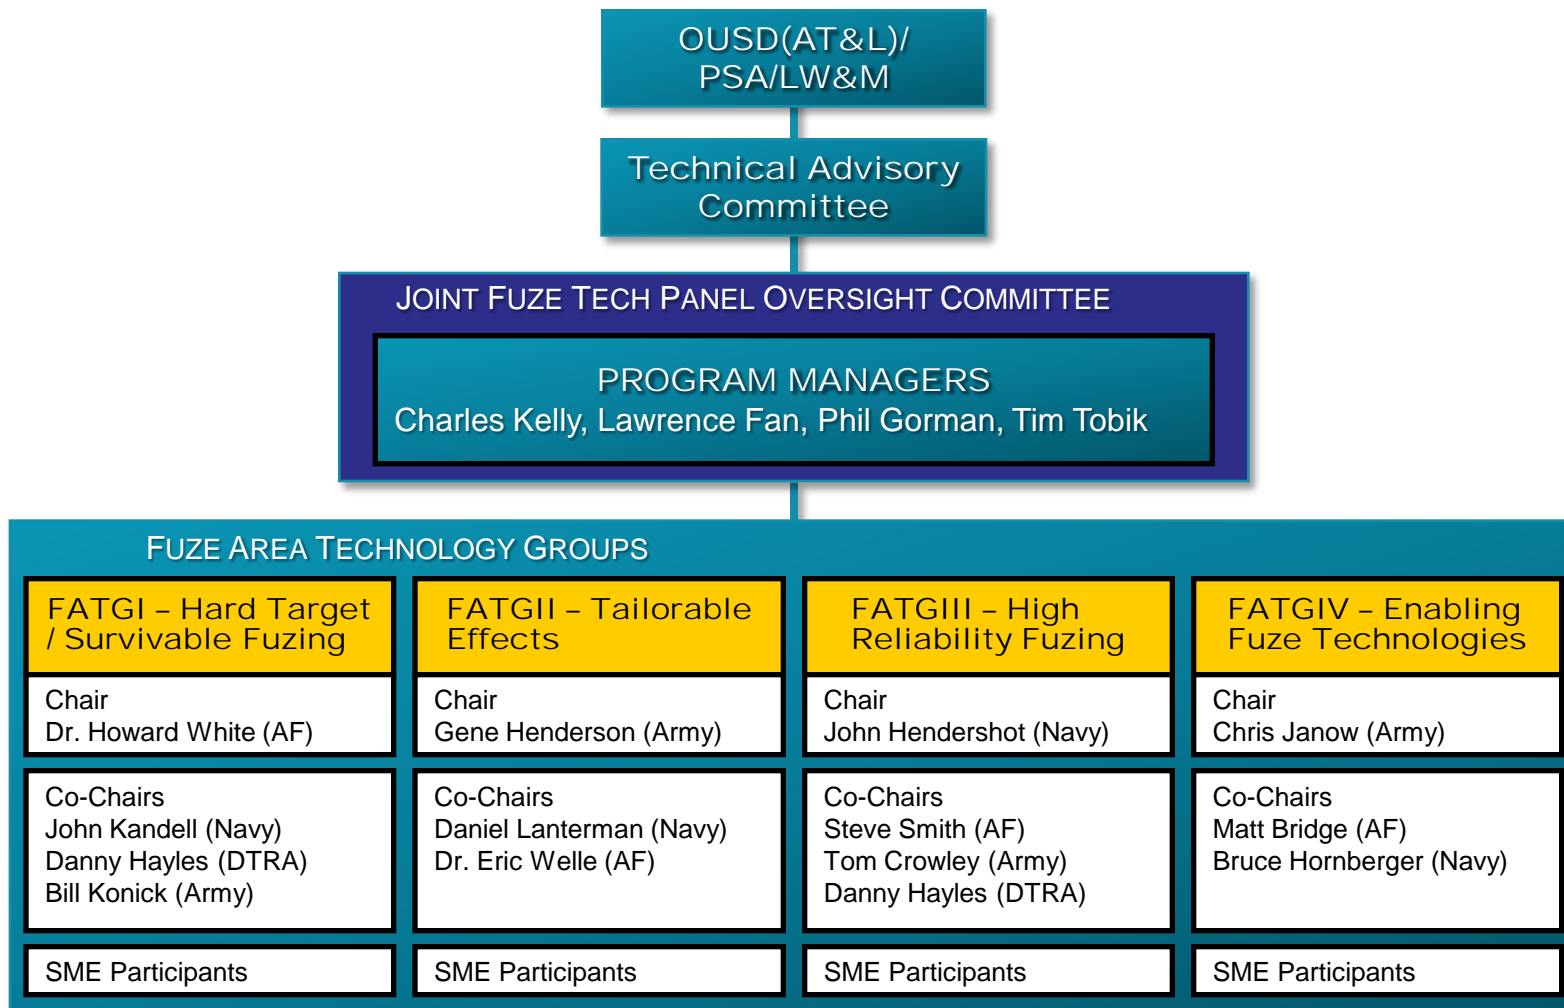 OUSD(AT&L)/
PSA/LW&M
Technical Advisory
Committee
JOINT FUZE TECH PANEL OVERSIGHT COMMITTEE
PROGRAM MANAGERS
Charles Kelly, Lawrence Fan, Phil Gorman, Tim Tobik
FUZE AREA TECHNOLOGY GROUPS
FATGI – Hard Target
/ Survivable Fuzing
Chair
Dr. Howard White (AF)
Co-Chairs
John Kandell (Navy)
Danny Hayles (DTRA)
Bill Konick (Army)
SME Participants
FATGII – Tailorable
Effects
Chair
Gene Henderson (Army)
Co-Chairs
Daniel Lanterman (Navy)
Dr. Eric Welle (AF)
SME Participants
FATGIII – High
Reliability Fuzing
Chair
John Hendershot (Navy)
Co-Chairs
Steve Smith (AF)
Tom Crowley (Army)
Danny Hayles (DTRA)
SME Participants
FATGIV – Enabling
Fuze Technologies
Chair
Chris Janow (Army)
Co-Chairs
Matt Bridge (AF)
Bruce Hornberger (Navy)
SME Participants